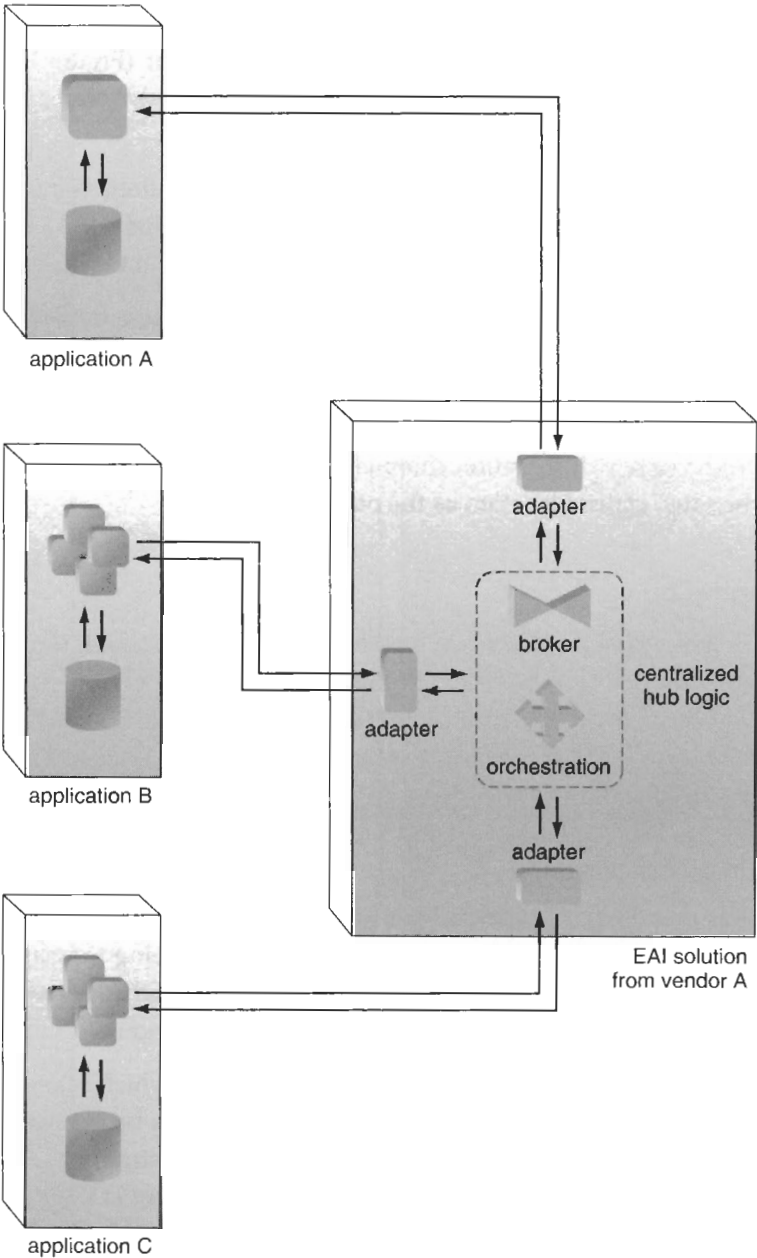 application A
adapter
broker
centralized
hub logic
adapter
orchestration
application B
adapter
EAI solution
from vendor A
application C